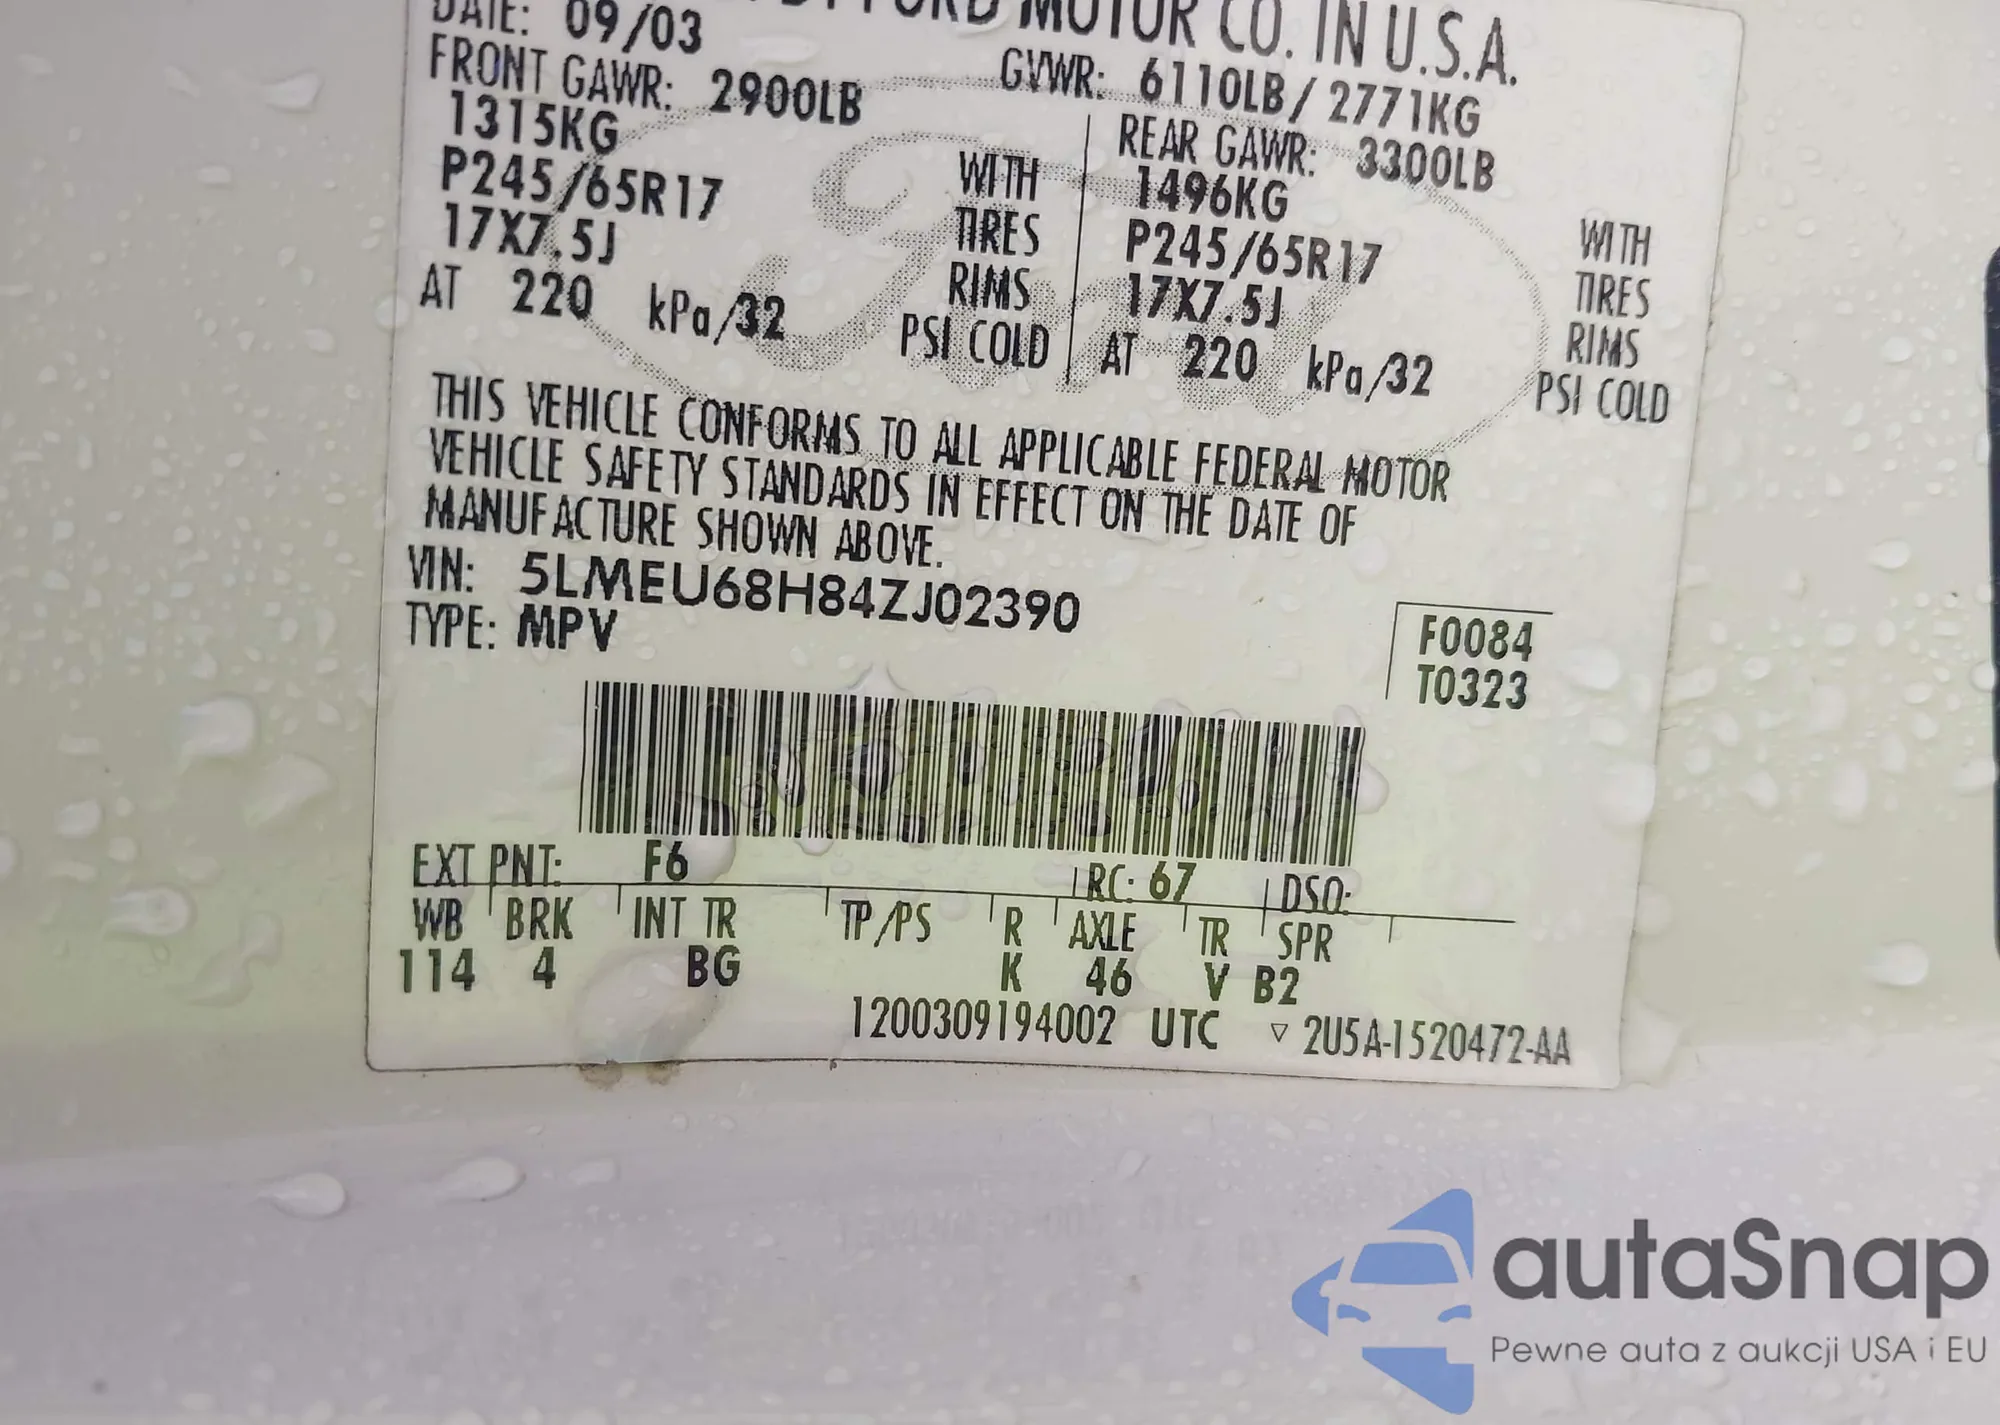 DATE: 09/03
BY FORD MOTOR CO. IN U.S.A.
FRONT GAWR: 2900LB
GVWR: 6110LB / 2771KG
1315KG WITH
REAR GAWR: 3300LB
P245/65R17 TIRES
1496KG WITH
17X7.5J RIMS
P245/65R17 TIRES
AT 220 kPa/32 PSI COLD
17X7.5J RIMS
AT 220 kPa/32 PSI COLD
THIS VEHICLE CONFORMS TO ALL APPLICABLE FEDERAL MOTOR
VEHICLE SAFETY STANDARDS IN EFFECT ON THE DATE OF
MANUFACTURE SHOWN ABOVE.
VIN: 5LMEU68H84ZJ02390
TYPE: MPV
F0084
T0323
EXT PNT: F6 RC: 67 DSO:
WB BRK INT TR TP/PS R AXLE TR SPR
114 4 BG K 46 V B2
1200309194002 UTC ▽ 2U5A-1520472-AA
autaSnap
Pewne auta z aukcji USA i EU